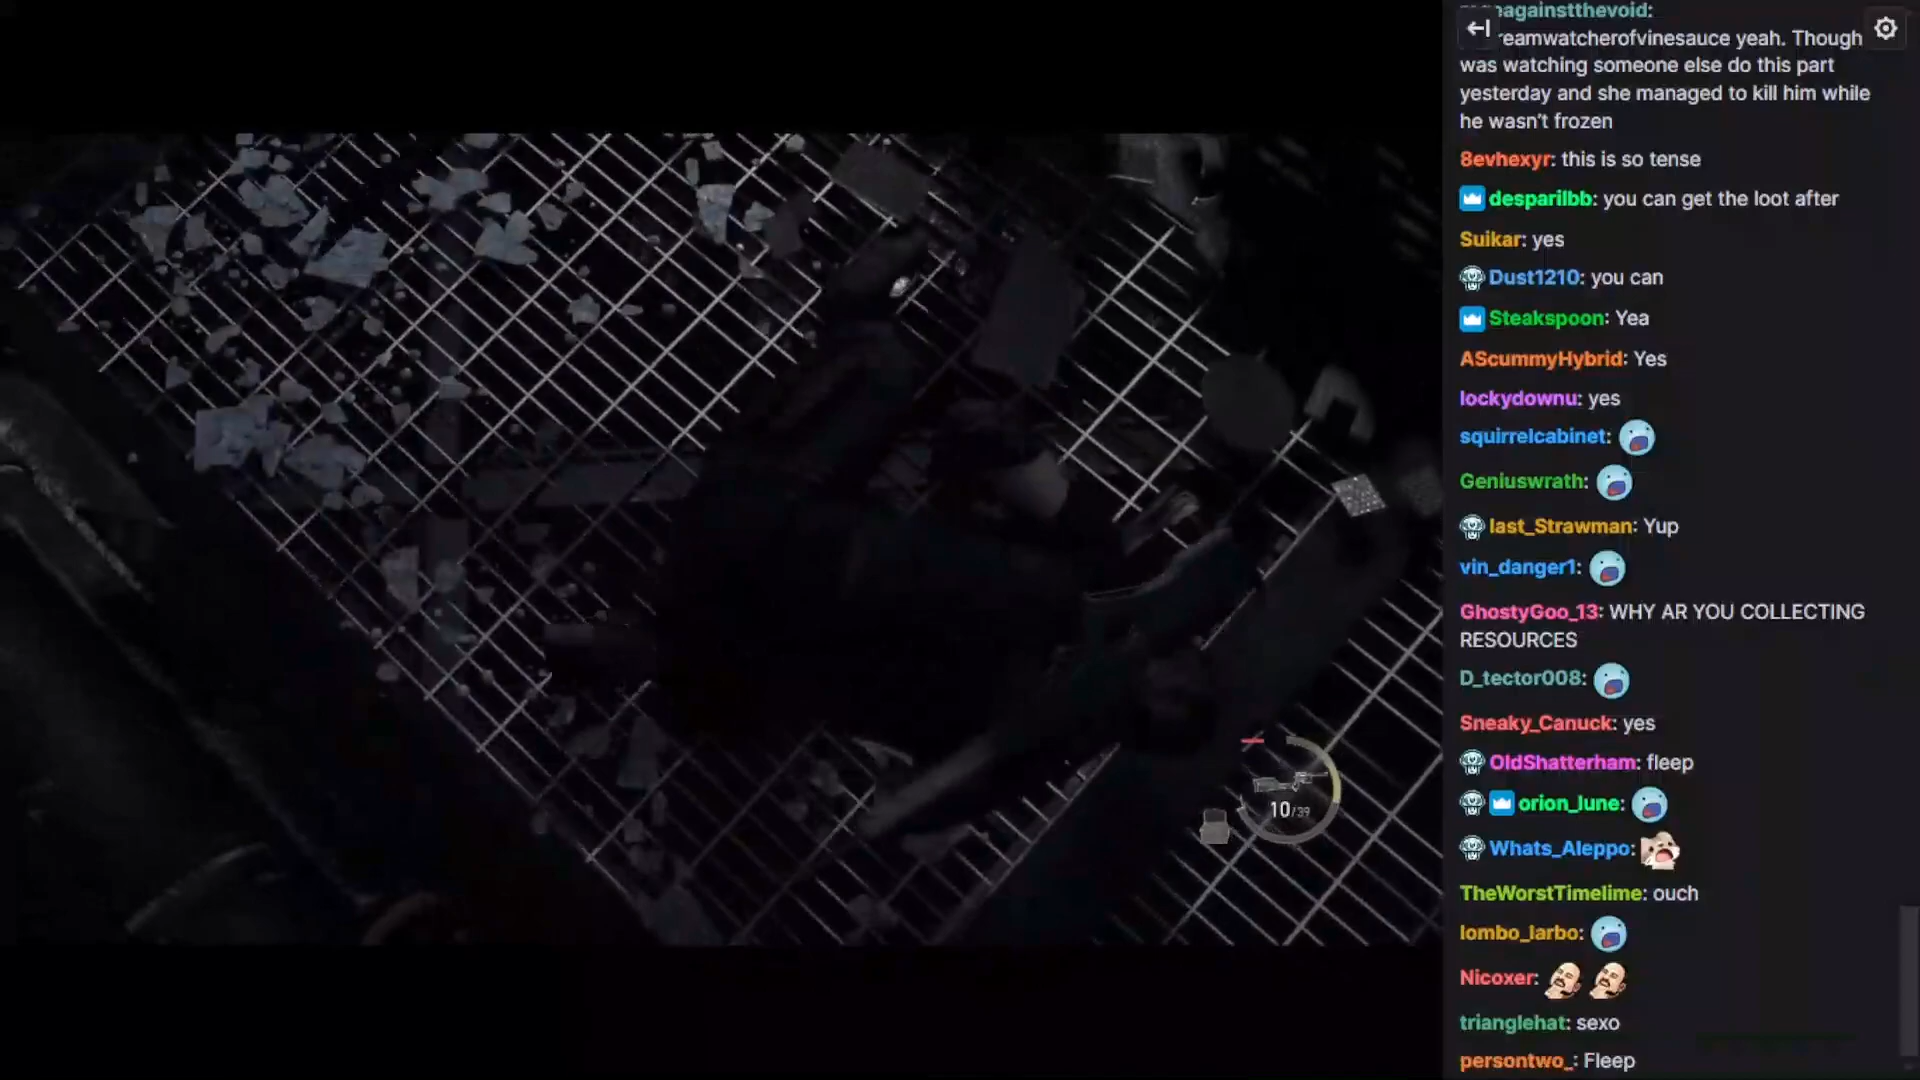 againstthevoid:
reamwatcherofvinesauce yeah. Though
was watching someone else do this part
yesterday and she managed to kill him while
he wasn't frozen
8evhexyr: this is so tense
desparilbb: you can get the loot after
Suikar: yes
Dust1210: you can
Steakspoon: Yea
AScummyHybrid: Yes
lockydownu: yes
squirrelcabinet:
Geniuswrath:
last_Strawman: Yup
vin_danger1:
GhostyGoo_13: WHY AR YOU COLLECTING
RESOURCES
D_tector008:
Sneaky_Canuck: yes
OldShatterham: fleep
orion_lune:
Whats_Aleppo:
TheWorstTimelime: ouch
lombo_larbo:
Nicoxer:
trianglehat: sexo
persontwo_: Fleep
10/39